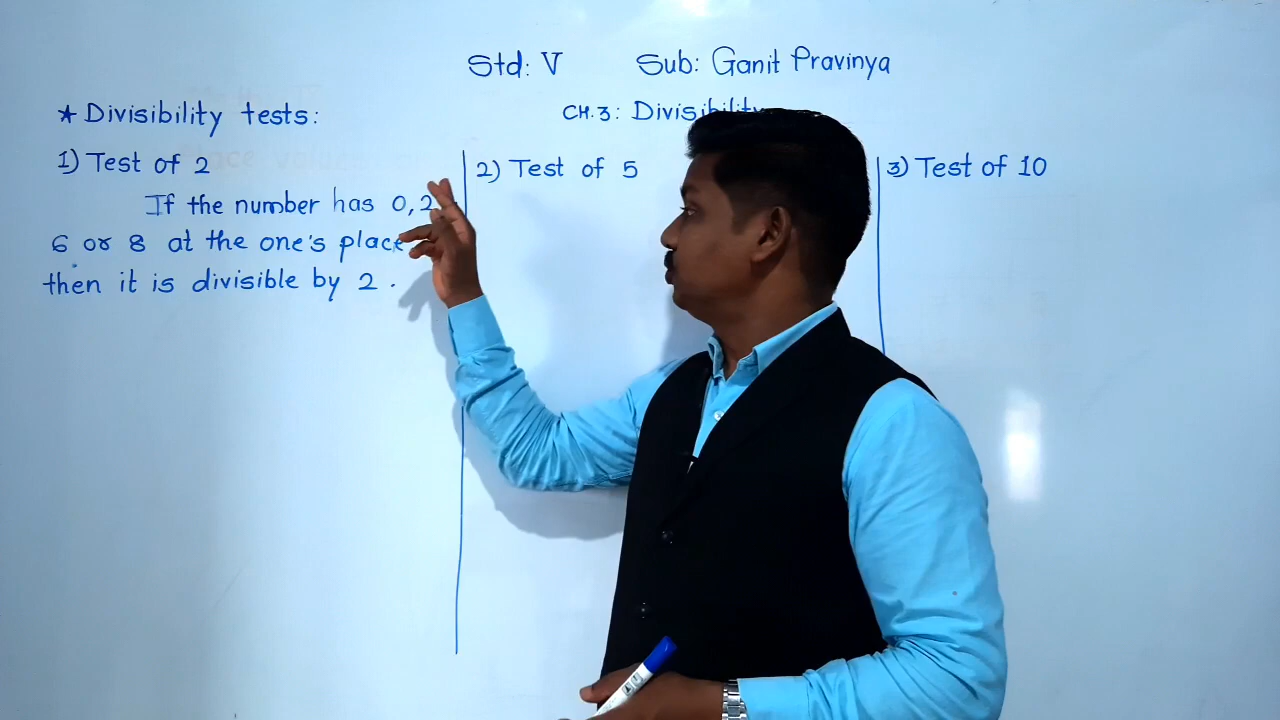 Std: V Sub: Ganit Pravinya
CH.3: Divisibility
* Divisibility tests:
1) Test of 2
If the number has 0, 2
6 or 8 at the one's place
then it is divisible by 2.
2) Test of 5
3) Test of 10